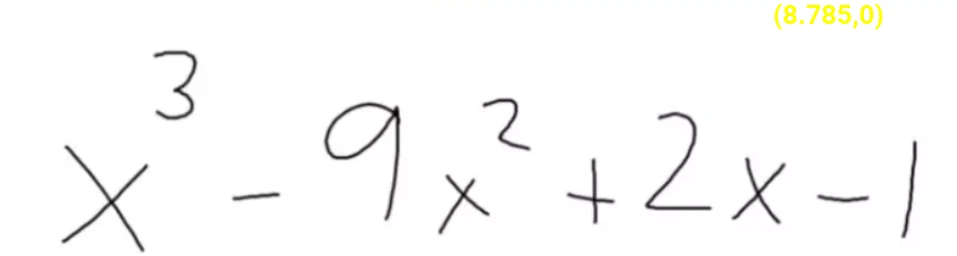 (8.785,0)
x³ - 9x² + 2x - 1